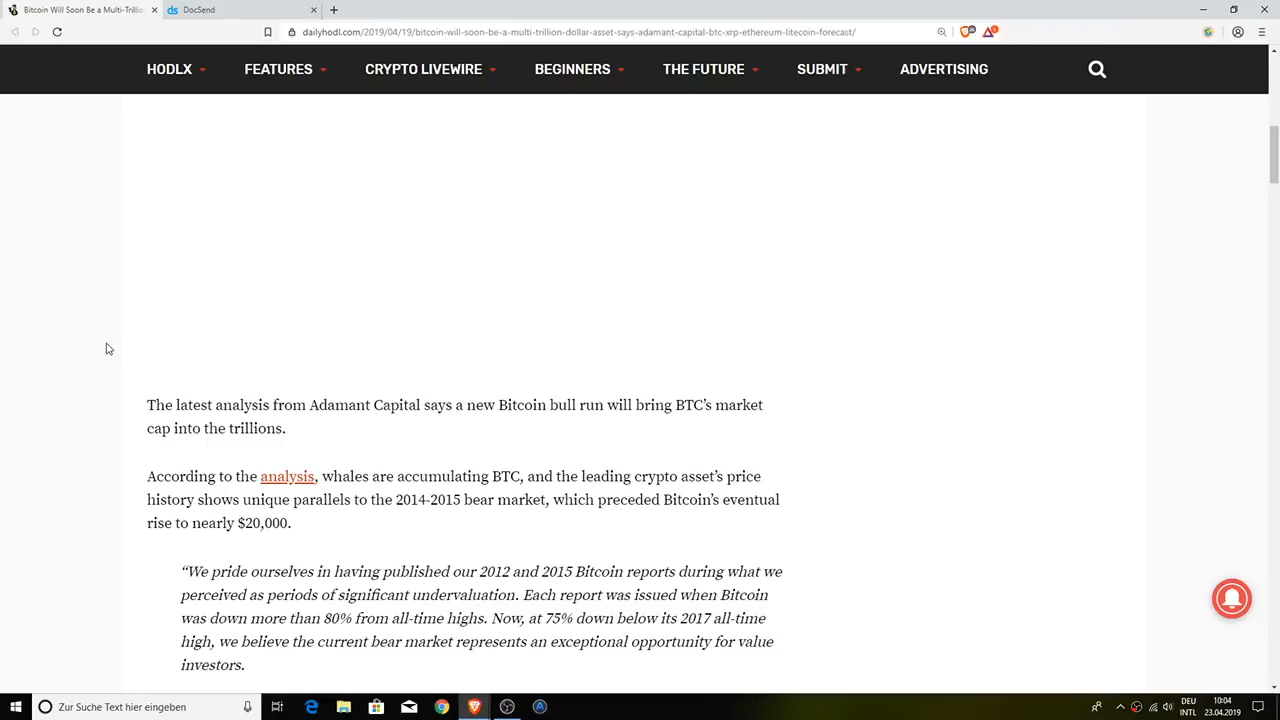 Bitcoin Will Soon Be a Multi-Trillio
DocSend
dailyhodl.com/2019/04/19/bitcoin-will-soon-be-a-multi-trillion-dollar-asset-says-adamant-capital-btc-xrp-ethereum-litecoin-forecast/
HODLX FEATURES CRYPTO LIVEWIRE BEGINNERS THE FUTURE SUBMIT ADVERTISING
The latest analysis from Adamant Capital says a new Bitcoin bull run will bring BTC’s market
cap into the trillions.
According to the analysis, whales are accumulating BTC, and the leading crypto asset’s price
history shows unique parallels to the 2014-2015 bear market, which preceded Bitcoin’s eventual
rise to nearly $20,000.
“We pride ourselves in having published our 2012 and 2015 Bitcoin reports during what we
perceived as periods of significant undervaluation. Each report was issued when Bitcoin
was down more than 80% from all-time highs. Now, at 75% down below its 2017 all-time
high, we believe the current bear market represents an exceptional opportunity for value
investors.
Zur Suche Text hier eingeben
DEU
INTL
10:04
23.04.2019